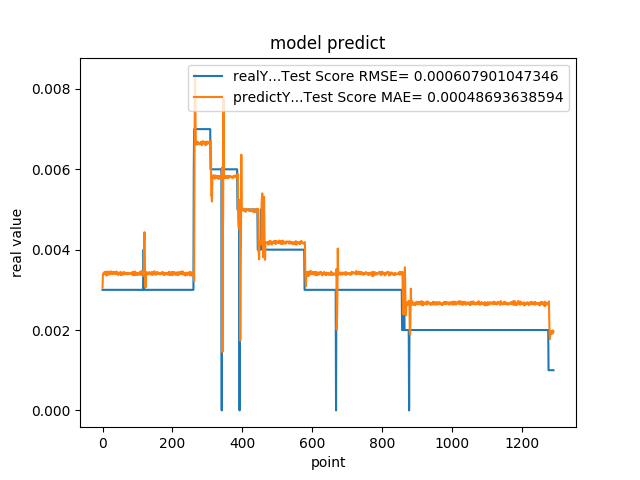 model predict
realY...Test Score RMSE= 0.000607901047346
predictY...Test Score MAE= 0.00048693638594
0.008
0.006
0.004
0.002
0.000
real value
0 200 400 600 800 1000 1200
point